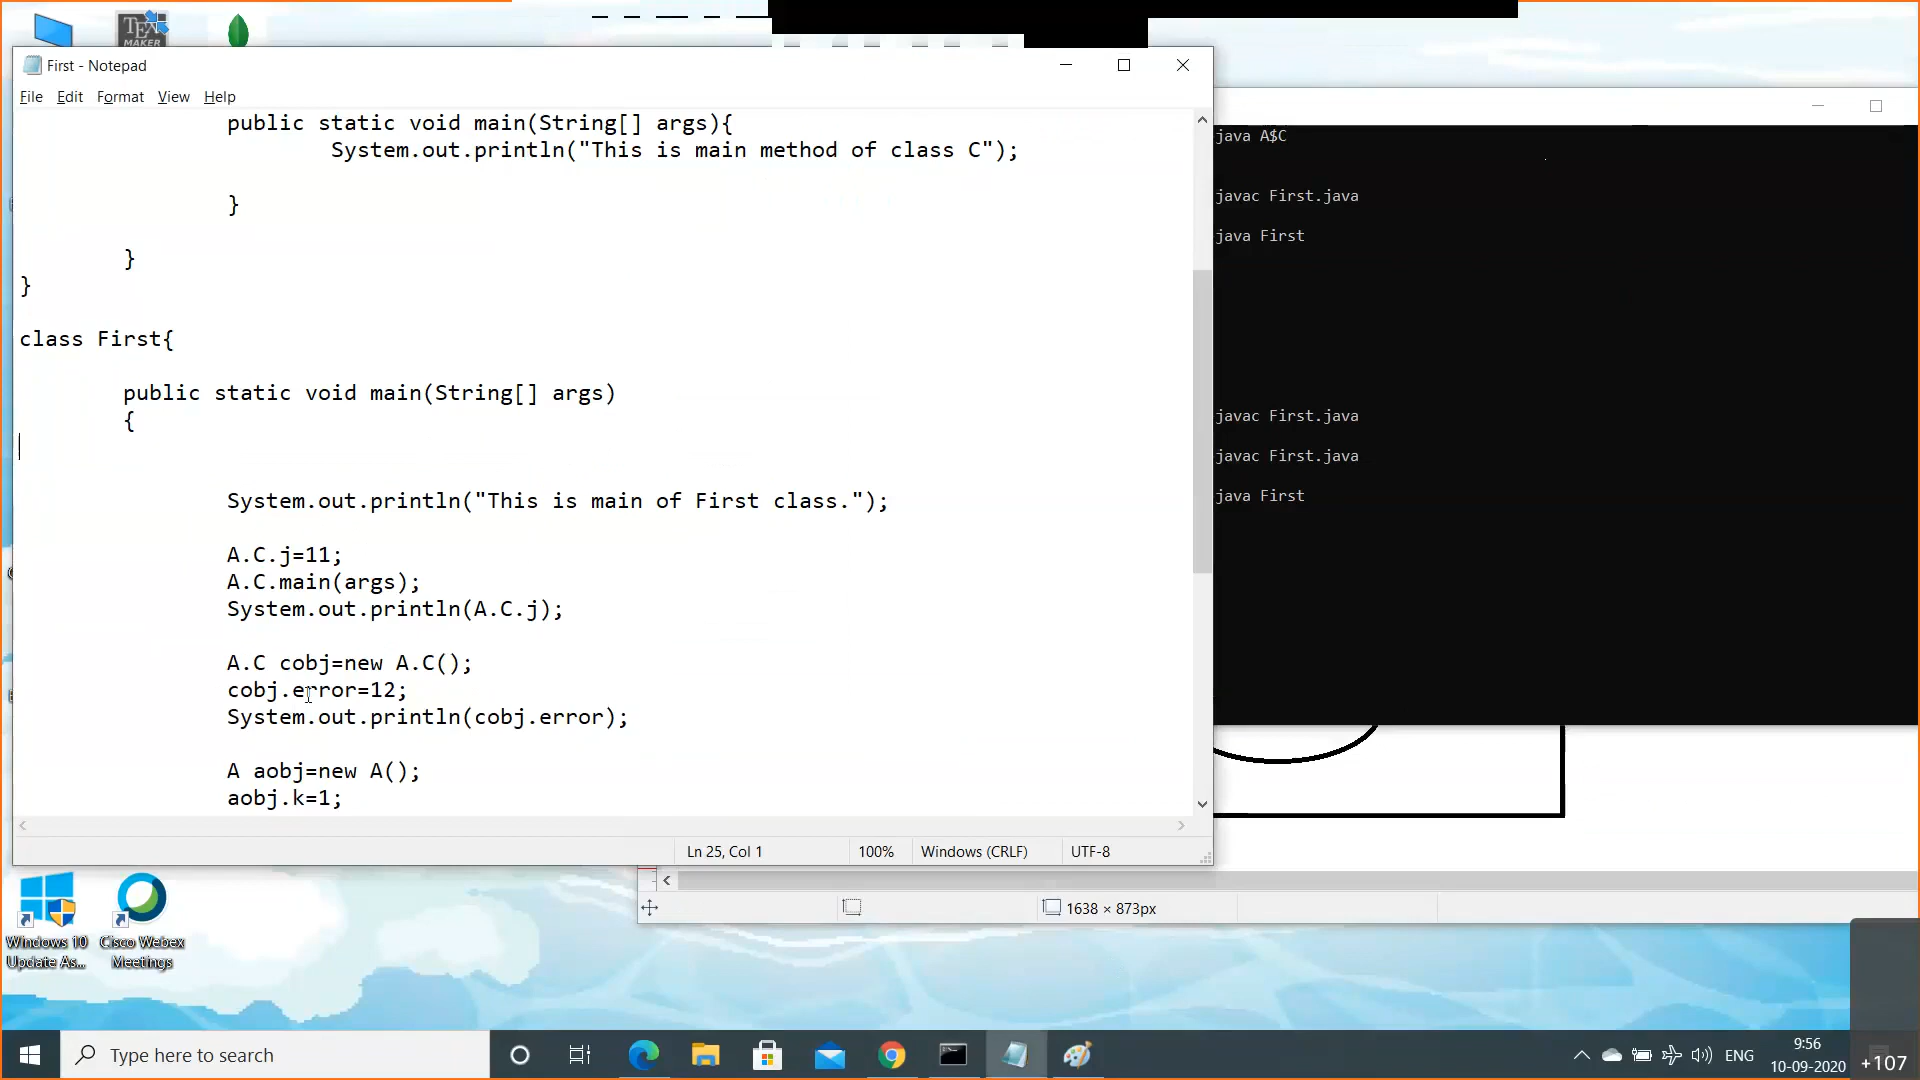 TEX
MAKER
First - Notepad
File Edit Format View Help
public static void main(String[] args){
System.out.println("This is main method of class C");
}
}
}
class First{
public static void main(String[] args)
{
System.out.println("This is main of First class.");
A.C.j=11;
A.C.main(args);
System.out.println(A.C.j);
A.C cobj=new A.C();
cobj.error=12;
System.out.println(cobj.error);
A aobj=new A();
aobj.k=1;
Ln 25, Col 1
100%
Windows (CRLF)
UTF-8
java A$C
javac First.java
java First
javac First.java
javac First.java
java First
1638 × 873px
Windows 10
Update As...
Cisco Webex
Meetings
Type here to search
ENG
9:56
10-09-2020
+107